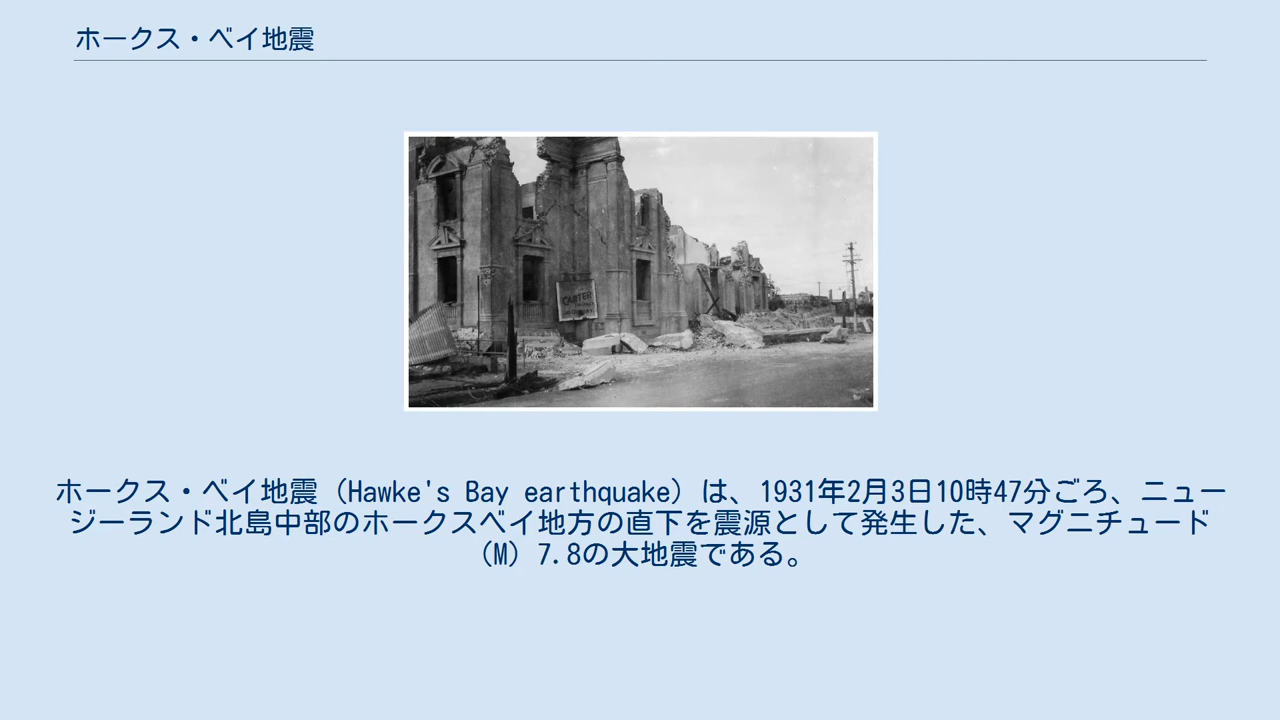 ホークス・ベイ地震
CARTER
ホークス・ベイ地震（Hawke's Bay earthquake）は、1931年2月3日10時47分ごろ、ニュー
ジーランド北島中部のホークスベイ地方の直下を震源として発生した、マグニチュード
（M）7.8の大地震である。